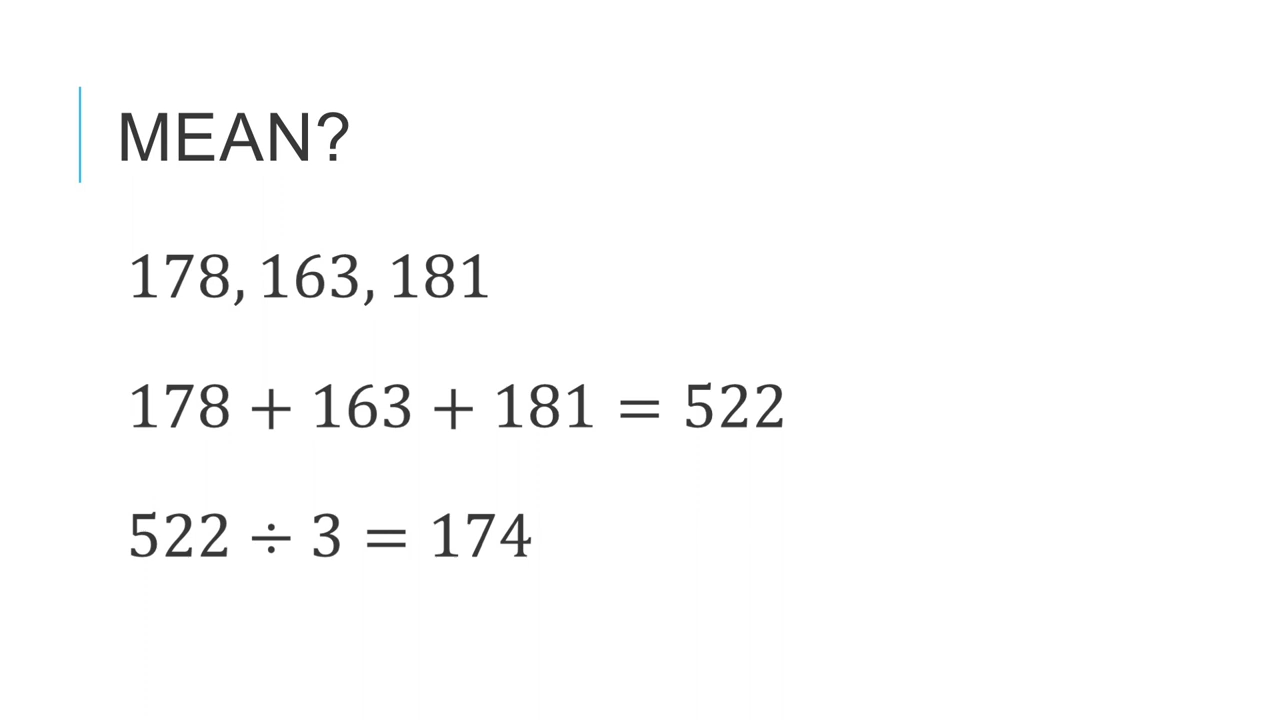 MEAN?
178, 163, 181
178 + 163 + 181 = 522
522 ÷ 3 = 174